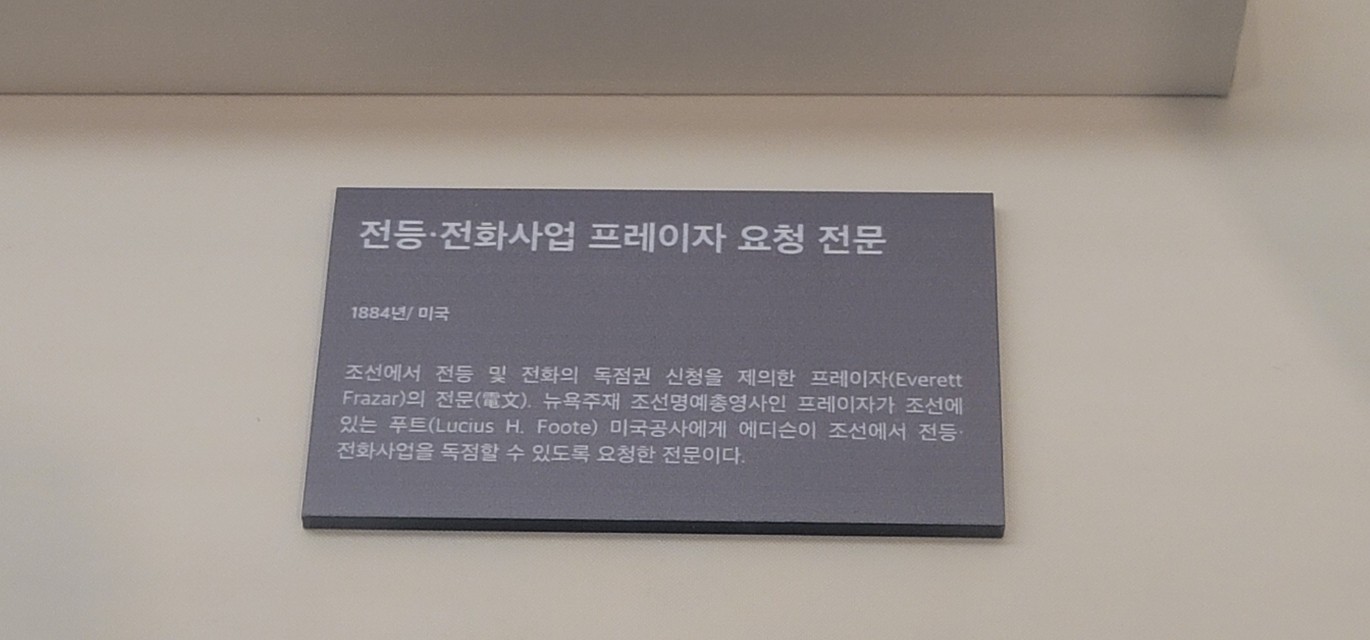 전등·전화사업 프레이자 요청 전문
1884년/ 미국
조선에서 전등 및 전화의 독점권 신청을 제의한 프레이자(Everett
Frazar)의 전문(電文). 뉴욕주재 조선명예총영사인 프레이자가 조선에
있는 푸트(Lucius H. Foote) 미국공사에게 에디슨이 조선에서 전등·
전화사업을 독점할 수 있도록 요청한 전문이다.